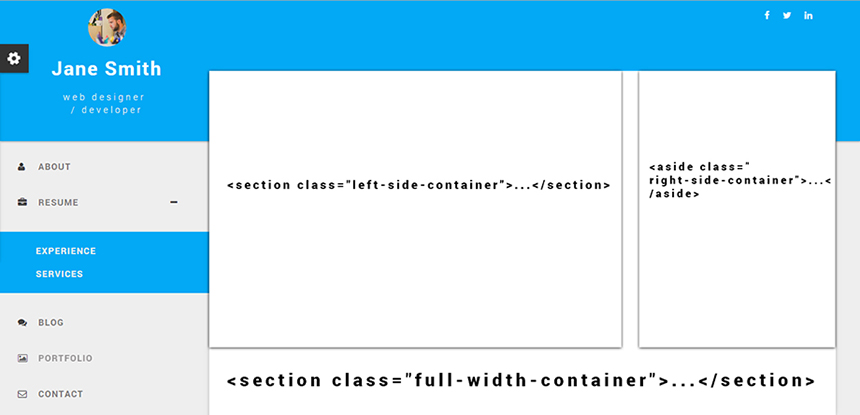 Jane Smith
web designer
/ developer
ABOUT
RESUME
EXPERIENCE
SERVICES
BLOG
PORTFOLIO
CONTACT
<section class="left-side-container">...</section>
<aside class="
right-side-container">...<
/aside>
<section class="full-width-container">...</section>